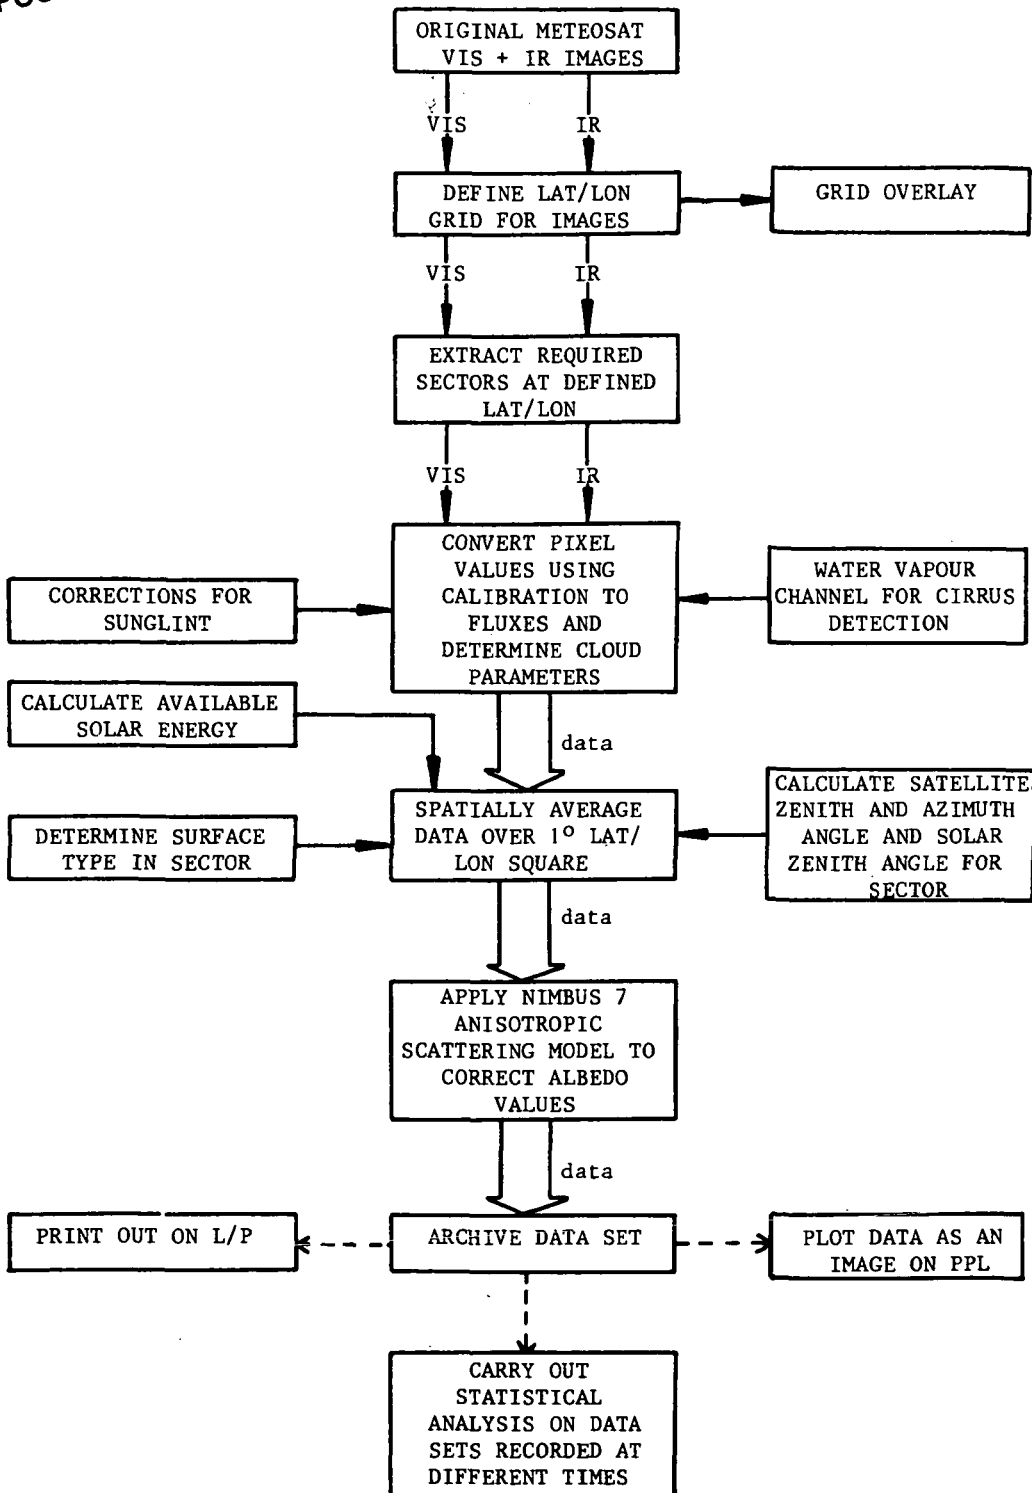 ORIGINAL METEOSAT
VIS + IR IMAGES
VIS
IR
DEFINE LAT/LON
GRID FOR IMAGES
GRID OVERLAY
VIS
IR
EXTRACT REQUIRED
SECTORS AT DEFINED
LAT/LON
VIS
IR
CONVERT PIXEL
VALUES USING
CALIBRATION TO
FLUXES AND
DETERMINE CLOUD
PARAMETERS
CORRECTIONS FOR
SUNGLINT
WATER VAPOUR
CHANNEL FOR CIRRUS
DETECTION
CALCULATE AVAILABLE
SOLAR ENERGY
data
SPATIALLY AVERAGE
DATA OVER 1° LAT/
LON SQUARE
DETERMINE SURFACE
TYPE IN SECTOR
CALCULATE SATELLITE
ZENITH AND AZIMUTH
ANGLE AND SOLAR
ZENITH ANGLE FOR
SECTOR
data
APPLY NIMBUS 7
ANISOTROPIC
SCATTERING MODEL TO
CORRECT ALBEDO
VALUES
data
PRINT OUT ON L/P
ARCHIVE DATA SET
PLOT DATA AS AN
IMAGE ON PPL
CARRY OUT
STATISTICAL
ANALYSIS ON DATA
SETS RECORDED AT
DIFFERENT TIMES